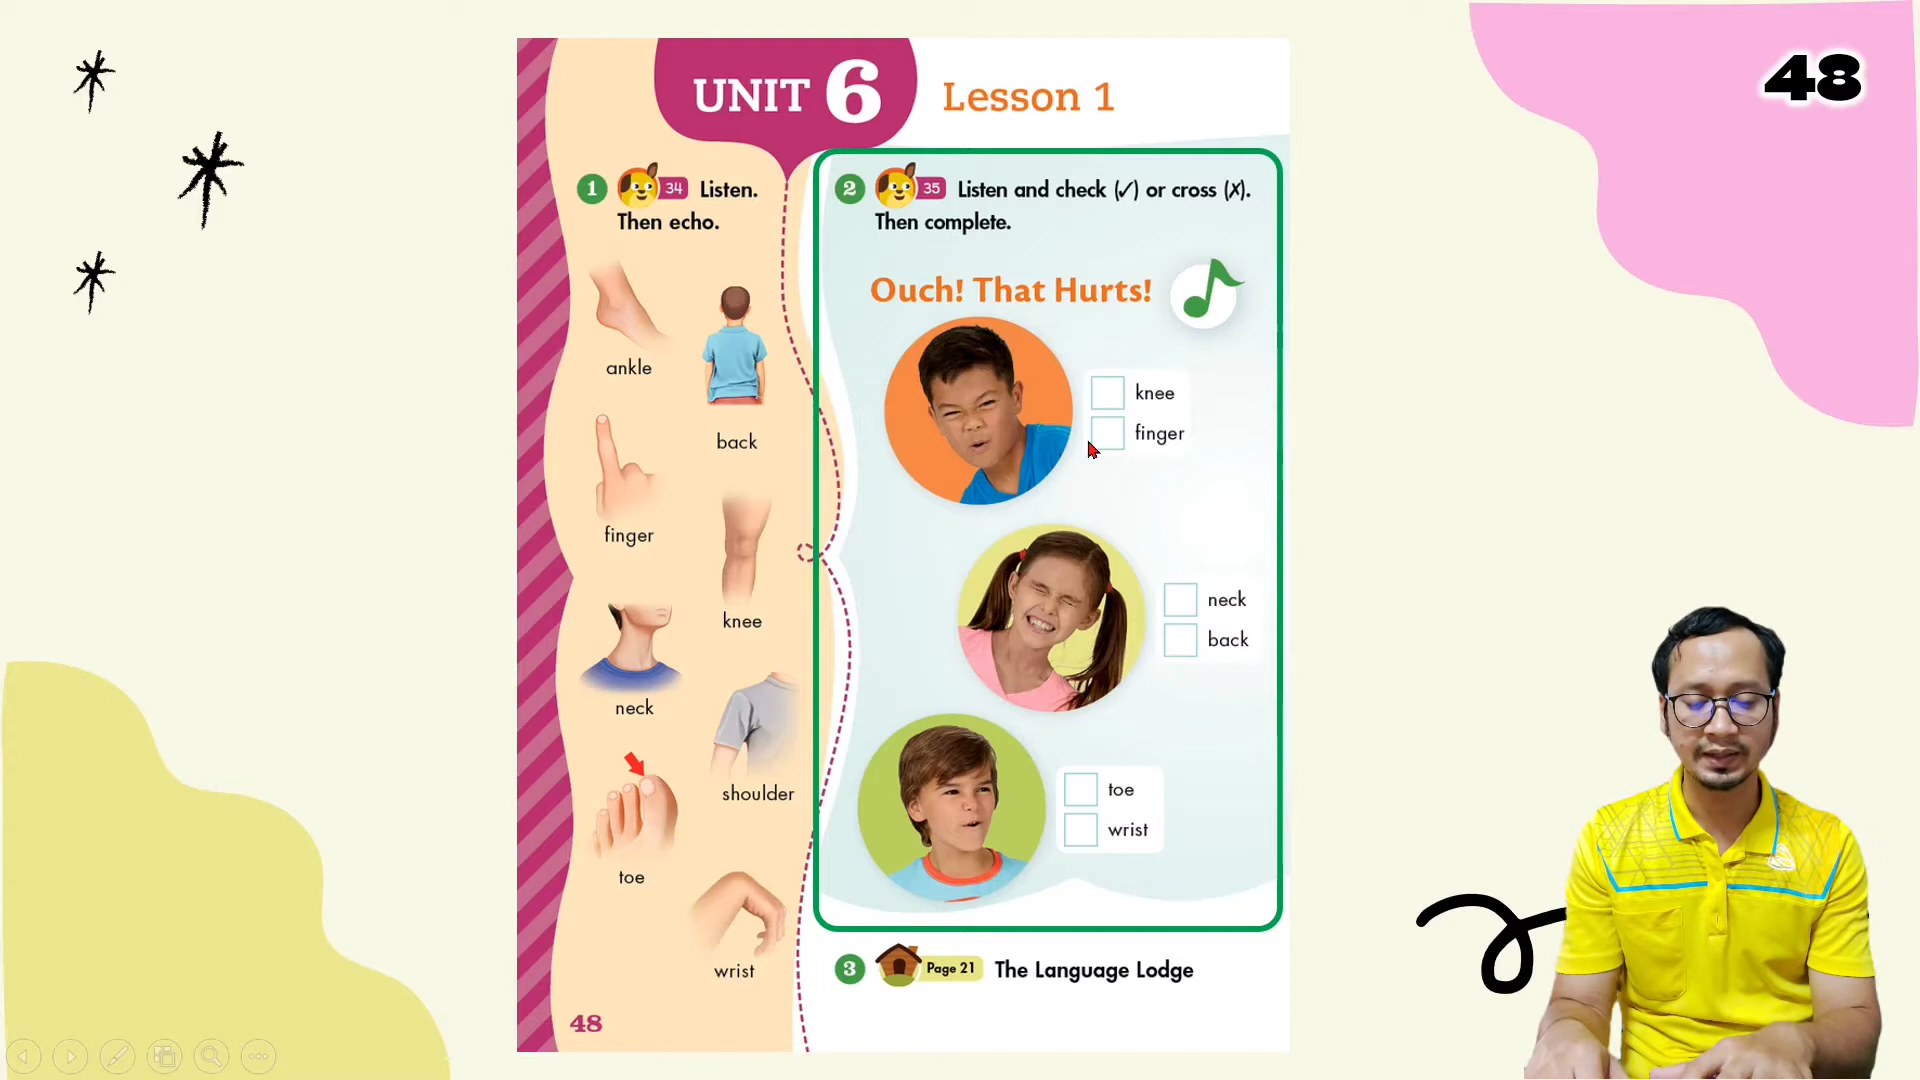 48
UNIT 6 Lesson 1
1 34 Listen.
Then echo.
ankle
back
finger
knee
neck
shoulder
toe
wrist
2 35 Listen and check (✓) or cross (✗).
Then complete.
Ouch! That Hurts!
knee
finger
neck
back
toe
wrist
3 Page 21 The Language Lodge
48